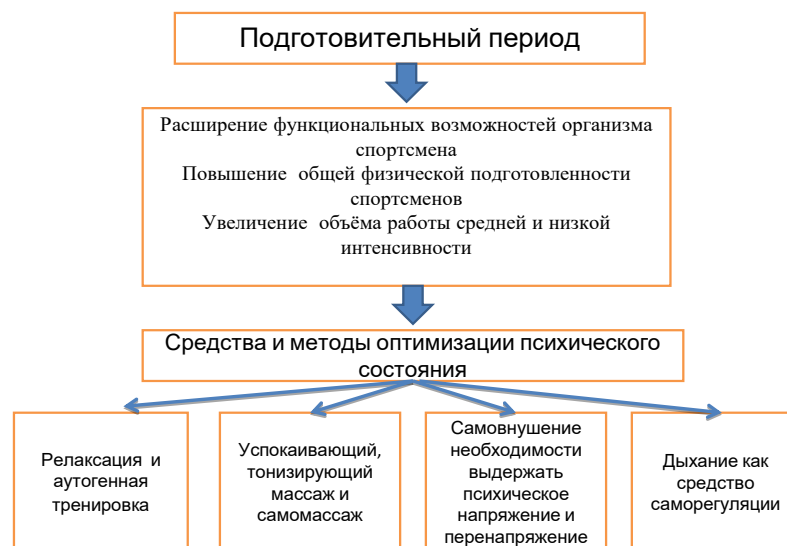 Подготовительный период
Расширение функциональных возможностей организма
спортсмена
Повышение общей физической подготовленности
спортсменов
Увеличение объёма работы средней и низкой
интенсивности
Средства и методы оптимизации психического
состояния
Релаксация и
аутогенная
тренировка
Успокаивающий,
тонизирующий
массаж и
самомассаж
Самовнушение
необходимости
выдержать
психическое
напряжение и
перенапряжение
Дыхание как
средство
саморегуляции